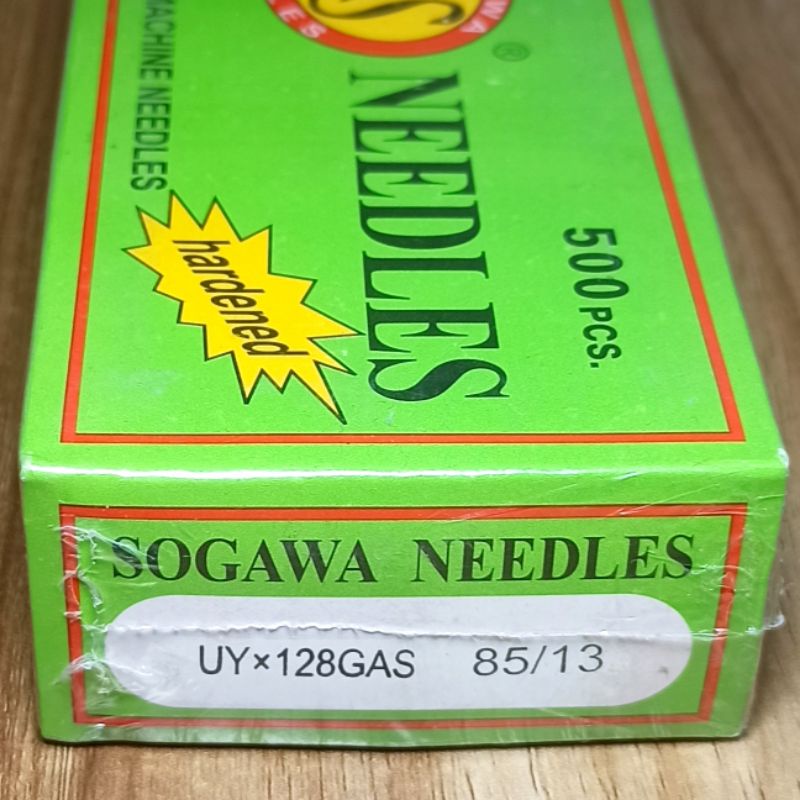 NEEDLES
®
500 PCS.
MACHINE NEEDLES
hardened
SOGAWA NEEDLES
UY×128GAS 85/13